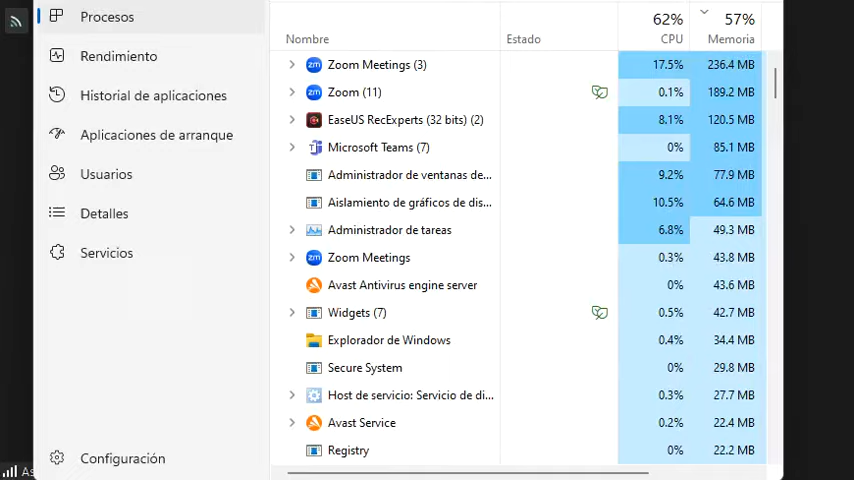 Procesos
Rendimiento
Historial de aplicaciones
Aplicaciones de arranque
Usuarios
Detalles
Servicios
Configuración
62% 57%
Nombre Estado CPU Memoria
Zoom Meetings (3) 17.5% 236.4 MB
Zoom (11) 0.1% 189.2 MB
EaseUS RecExperts (32 bits) (2) 8.1% 120.5 MB
Microsoft Teams (7) 0% 85.1 MB
Administrador de ventanas de... 9.2% 77.9 MB
Aislamiento de gráficos de dis... 10.5% 64.6 MB
Administrador de tareas 6.8% 49.3 MB
Zoom Meetings 0.3% 43.8 MB
Avast Antivirus engine server 0% 43.6 MB
Widgets (7) 0.5% 42.7 MB
Explorador de Windows 0.4% 34.4 MB
Secure System 0% 29.8 MB
Host de servicio: Servicio de di... 0.3% 27.7 MB
Avast Service 0.2% 22.4 MB
Registry 0% 22.2 MB